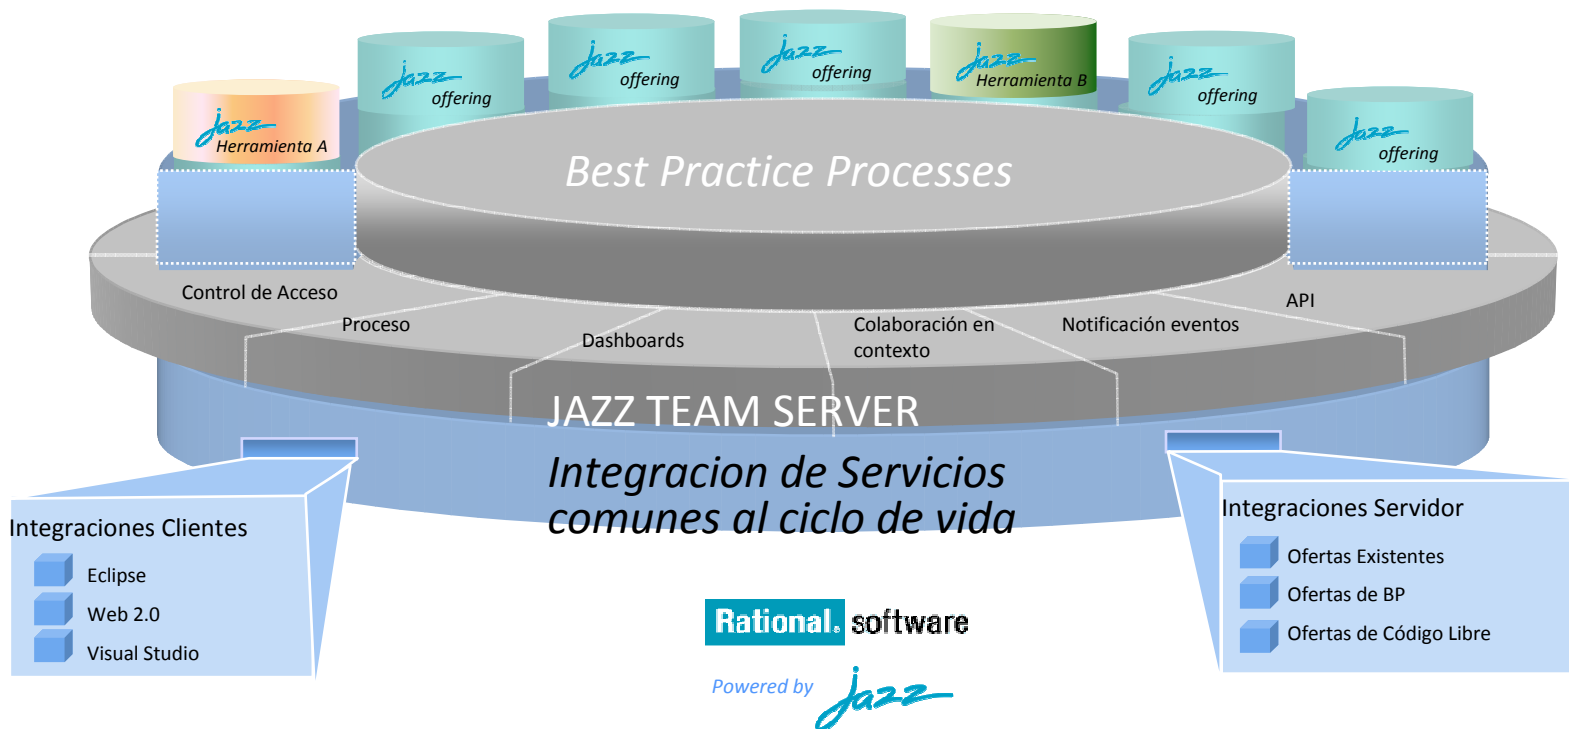 jazz
offering
jazz
offering
jazz
offering
jazz
Herramienta B
jazz
offering
jazz
Herramienta A
jazz
offering
Best Practice Processes
Control de Acceso
Proceso
Dashboards
Colaboración en
contexto
Notificación eventos
API
JAZZ TEAM SERVER
Integracion de Servicios
comunes al ciclo de vida
Integraciones Clientes
Eclipse
Web 2.0
Visual Studio
Integraciones Servidor
Ofertas Existentes
Ofertas de BP
Ofertas de Código Libre
Rational. software
Powered by jazz